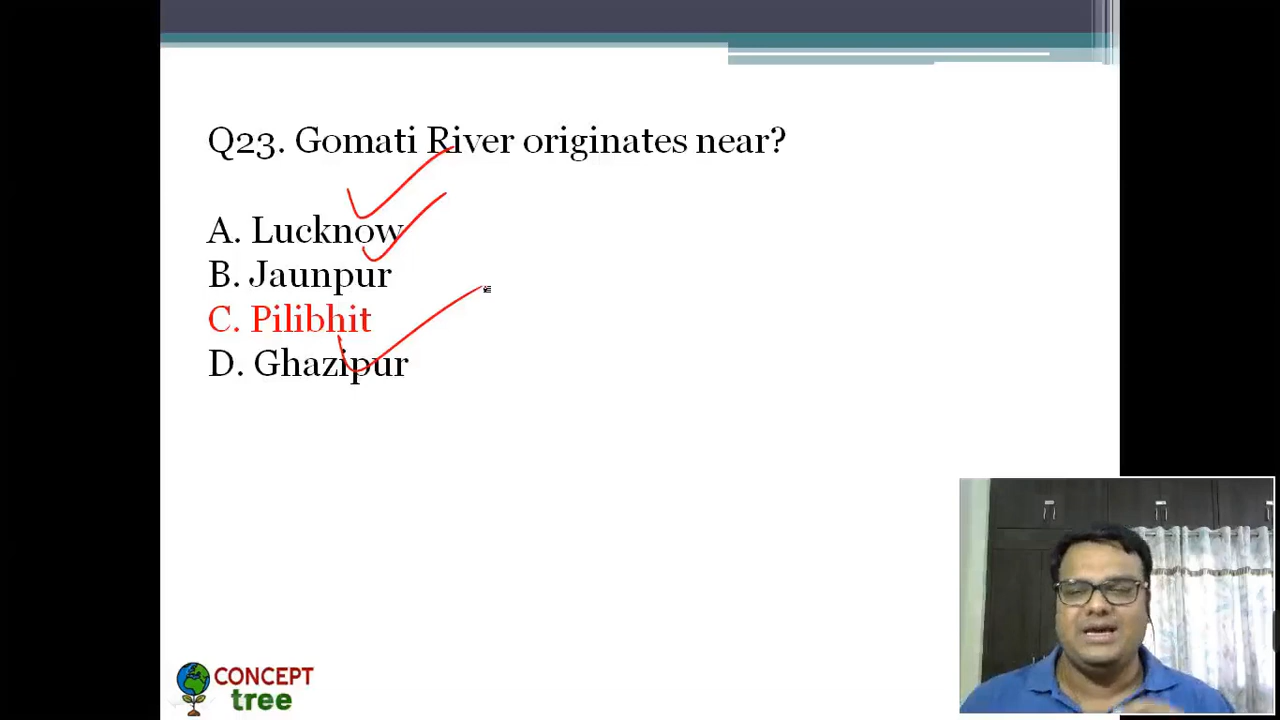 Q23. Gomati River originates near?
A. Lucknow
B. Jaunpur
C. Pilibhit
D. Ghazipur
CONCEPT
tree